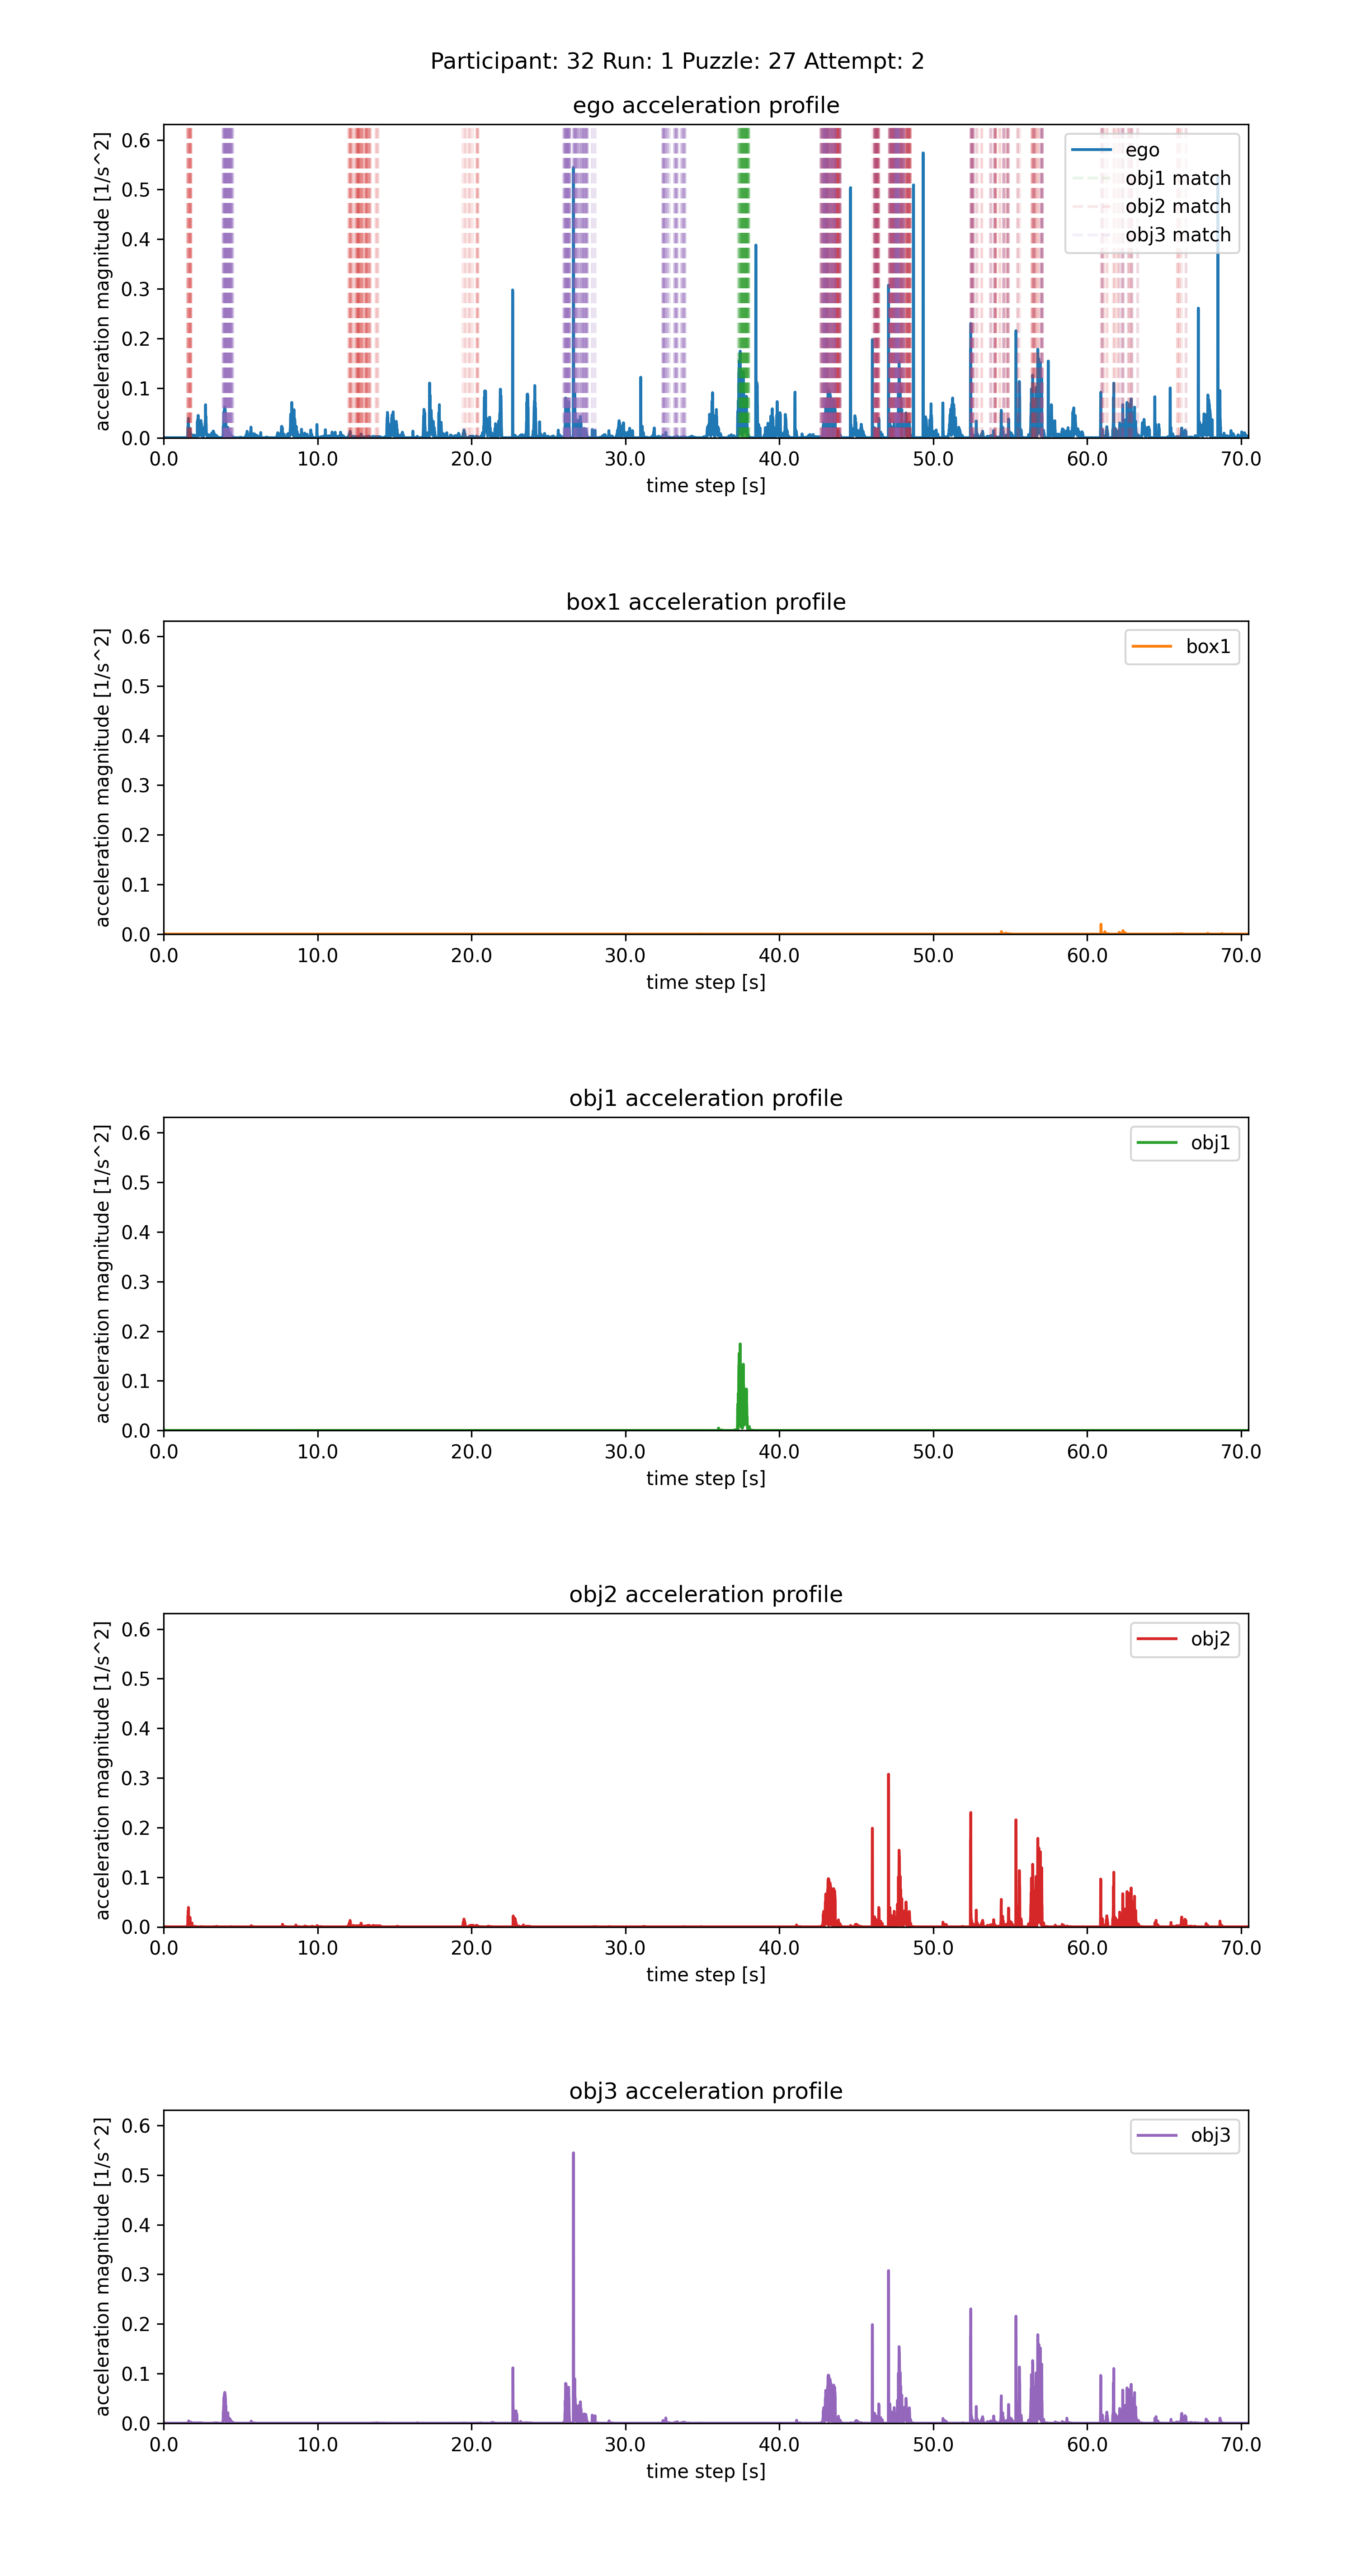 Participant: 32 Run: 1 Puzzle: 27 Attempt: 2
ego acceleration profile
acceleration magnitude [1/s^2]
0.6
0.5
0.4
0.3
0.2
0.1
0.0
ego
obj1 match
obj2 match
obj3 match
0.0 10.0 20.0 30.0 40.0 50.0 60.0 70.0
time step [s]
box1 acceleration profile
acceleration magnitude [1/s^2]
0.6
0.5
0.4
0.3
0.2
0.1
0.0
box1
0.0 10.0 20.0 30.0 40.0 50.0 60.0 70.0
time step [s]
obj1 acceleration profile
acceleration magnitude [1/s^2]
0.6
0.5
0.4
0.3
0.2
0.1
0.0
obj1
0.0 10.0 20.0 30.0 40.0 50.0 60.0 70.0
time step [s]
obj2 acceleration profile
acceleration magnitude [1/s^2]
0.6
0.5
0.4
0.3
0.2
0.1
0.0
obj2
0.0 10.0 20.0 30.0 40.0 50.0 60.0 70.0
time step [s]
obj3 acceleration profile
acceleration magnitude [1/s^2]
0.6
0.5
0.4
0.3
0.2
0.1
0.0
obj3
0.0 10.0 20.0 30.0 40.0 50.0 60.0 70.0
time step [s]